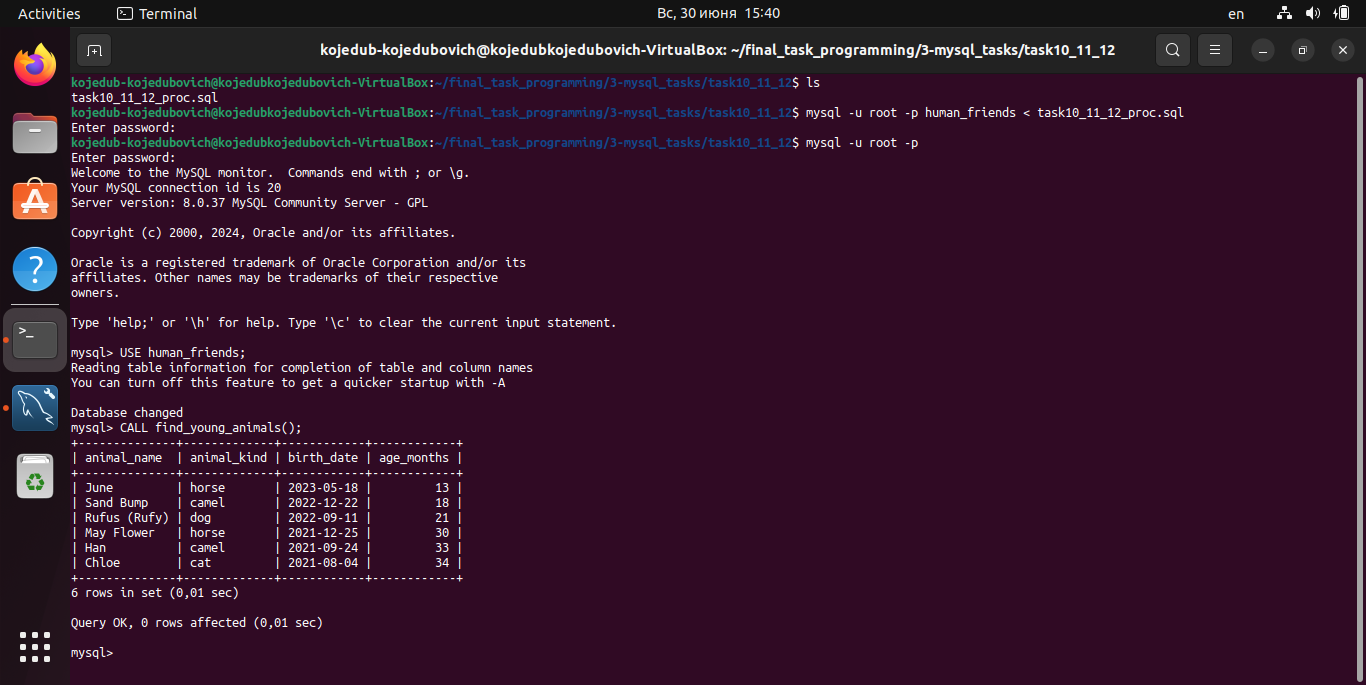 Activities Terminal Вс, 30 июня 15:40 en
kojedub-kojedubovich@kojedubkojedubovich-VirtualBox: ~/final_task_programming/3-mysql_tasks/task10_11_12
kojedub-kojedubovich@kojedubkojedubovich-VirtualBox:~/final_task_programming/3-mysql_tasks/task10_11_12$ ls
task10_11_12_proc.sql
kojedub-kojedubovich@kojedubkojedubovich-VirtualBox:~/final_task_programming/3-mysql_tasks/task10_11_12$ mysql -u root -p human_friends < task10_11_12_proc.sql
Enter password:
kojedub-kojedubovich@kojedubkojedubovich-VirtualBox:~/final_task_programming/3-mysql_tasks/task10_11_12$ mysql -u root -p
Enter password:
Welcome to the MySQL monitor.  Commands end with ; or \g.
Your MySQL connection id is 20
Server version: 8.0.37 MySQL Community Server - GPL

Copyright (c) 2000, 2024, Oracle and/or its affiliates.

Oracle is a registered trademark of Oracle Corporation and/or its
affiliates. Other names may be trademarks of their respective
owners.

Type 'help;' or '\h' for help. Type '\c' to clear the current input statement.

mysql> USE human_friends;
Reading table information for completion of table and column names
You can turn off this feature to get a quicker startup with -A

Database changed
mysql> CALL find_young_animals();
+--------------+-------------+------------+------------+
| animal_name  | animal_kind | birth_date | age_months |
+--------------+-------------+------------+------------+
| June         | horse       | 2023-05-18 |         13 |
| Sand Bump    | camel       | 2022-12-22 |         18 |
| Rufus (Rufy) | dog         | 2022-09-11 |         21 |
| May Flower   | horse       | 2021-12-25 |         30 |
| Han          | camel       | 2021-09-24 |         33 |
| Chloe        | cat         | 2021-08-04 |         34 |
+--------------+-------------+------------+------------+
6 rows in set (0,01 sec)

Query OK, 0 rows affected (0,01 sec)

mysql>